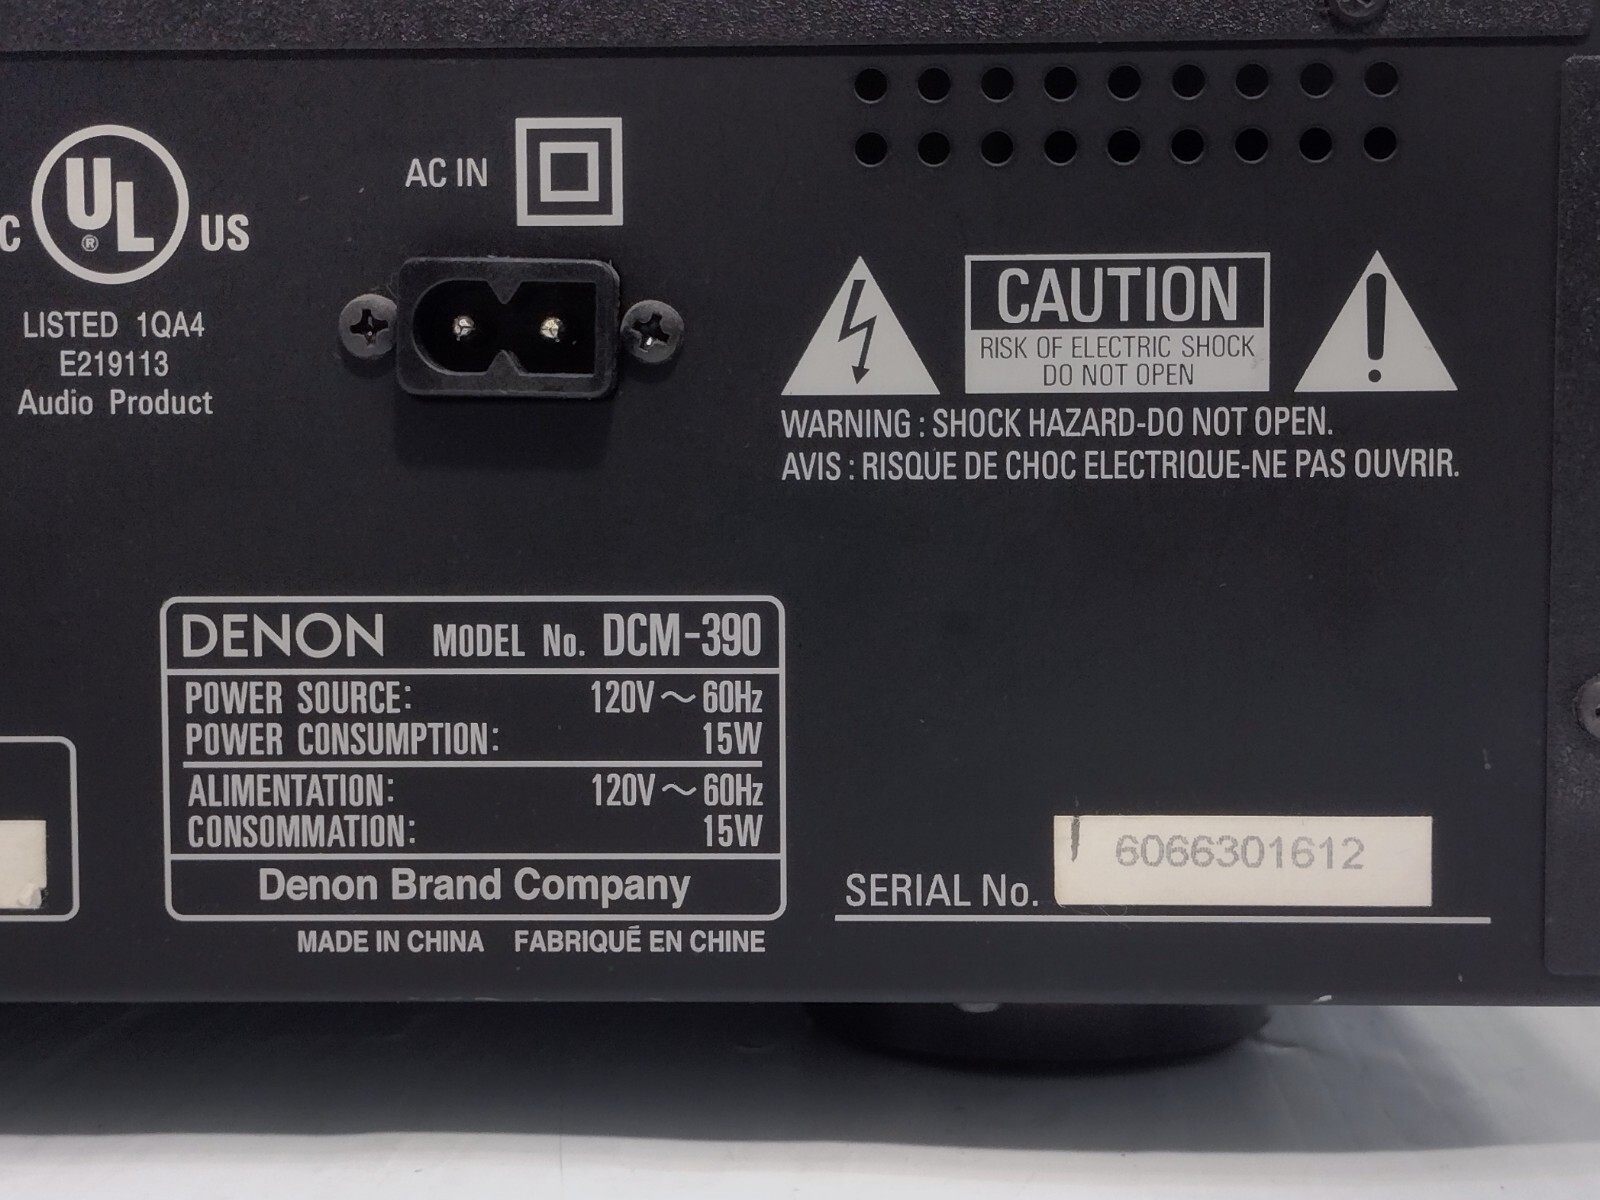 C UL ® US
LISTED 1QA4
E219113
Audio Product
AC IN
CAUTION
RISK OF ELECTRIC SHOCK
DO NOT OPEN
WARNING : SHOCK HAZARD-DO NOT OPEN.
AVIS : RISQUE DE CHOC ELECTRIQUE-NE PAS OUVRIR.
DENON MODEL No. DCM-390
POWER SOURCE: 120V ~ 60Hz
POWER CONSUMPTION: 15W
ALIMENTATION: 120V ~ 60Hz
CONSOMMATION: 15W
Denon Brand Company
MADE IN CHINA FABRIQUÉ EN CHINE
SERIAL No. 6066301612